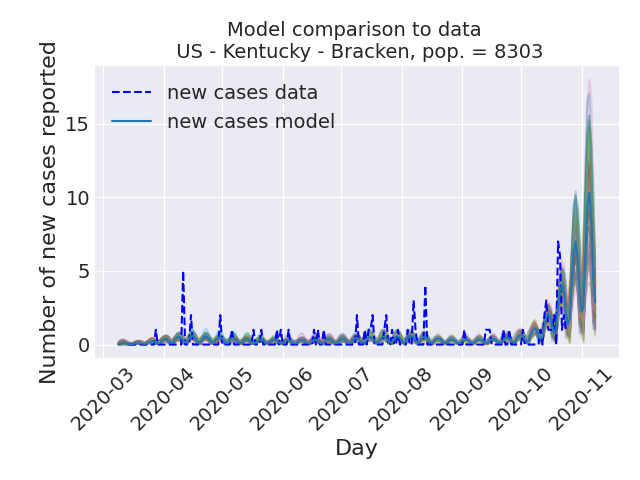 Model comparison to data
US - Kentucky - Bracken, pop. = 8303
Number of new cases reported
new cases data
new cases model
15
10
5
0
2020-03
2020-04
2020-05
2020-06
2020-07
2020-08
2020-09
2020-10
2020-11
Day